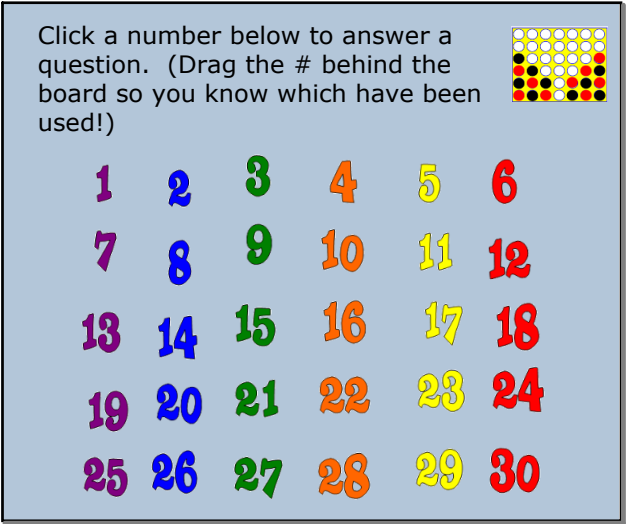 Click a number below to answer a
question.  (Drag the # behind the
board so you know which have been
used!)
1 2 3 4 5 6
7 8 9 10 11 12
13 14 15 16 17 18
19 20 21 22 23 24
25 26 27 28 29 30